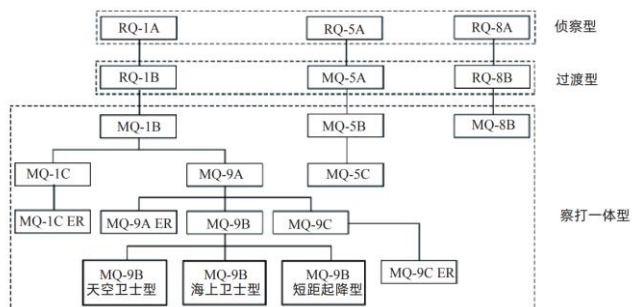 RQ-1A
RQ-5A
RQ-8A
侦察型
RQ-1B
MQ-5A
RQ-8B
过渡型
MQ-1B
MQ-5B
MQ-8B
MQ-1C
MQ-9A
MQ-5C
MQ-1C ER
MQ-9A ER
MQ-9B
MQ-9C
察打一体型
MQ-9C ER
MQ-9B
天空卫士型
MQ-9B
海上卫士型
MQ-9B
短距起降型